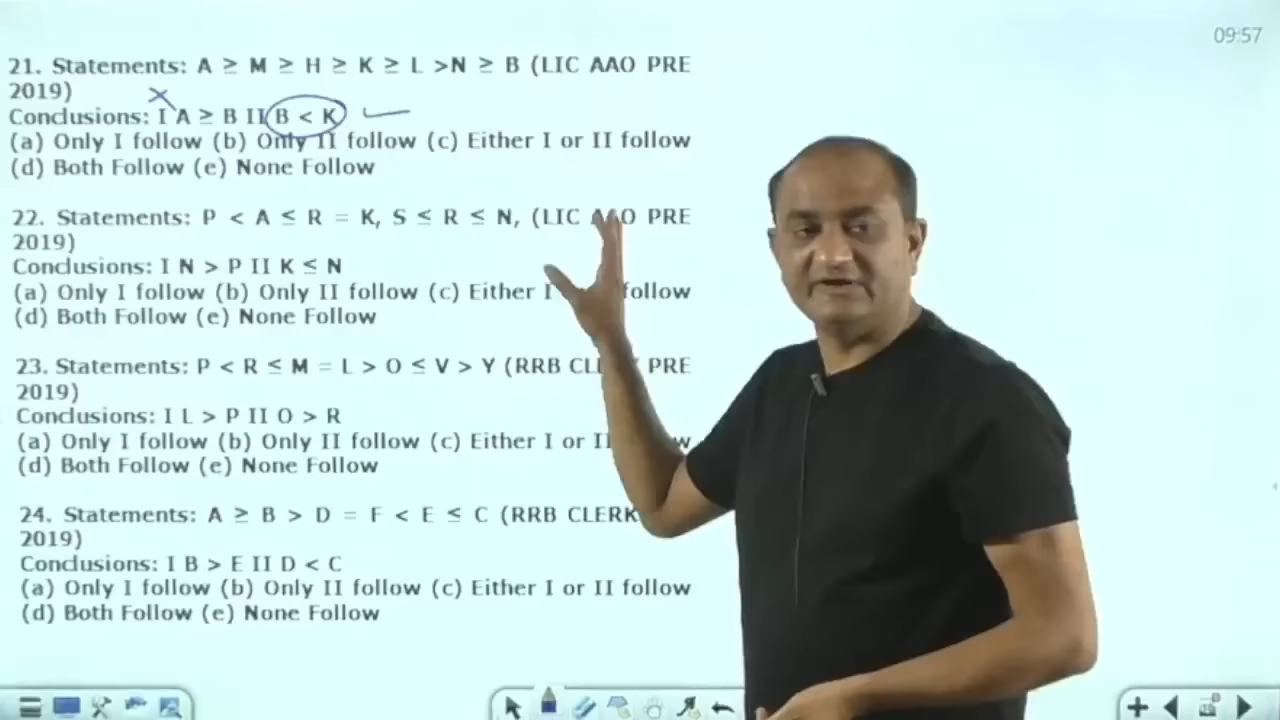 09:57
21. Statements: A ≥ M ≥ H ≥ K ≥ L >N ≥ B (LIC AAO PRE
2019)
Conclusions: I A ≥ B II B < K
(a) Only I follow (b) Only II follow (c) Either I or II follow
(d) Both Follow (e) None Follow
22. Statements: P < A ≤ R = K, S ≤ R ≤ N, (LIC AAO PRE
2019)
Conclusions: I N > P II K ≤ N
(a) Only I follow (b) Only II follow (c) Either I follow
(d) Both Follow (e) None Follow
23. Statements: P < R ≤ M = L > O ≤ V > Y (RRB PRE
2019)
Conclusions: I L > P II O > R
(a) Only I follow (b) Only II follow (c) Either I or
(d) Both Follow (e) None Follow
24. Statements: A ≥ B > D = F < E ≤ C (RRB CLERK
2019)
Conclusions: I B > E II D < C
(a) Only I follow (b) Only II follow (c) Either I or II follow
(d) Both Follow (e) None Follow